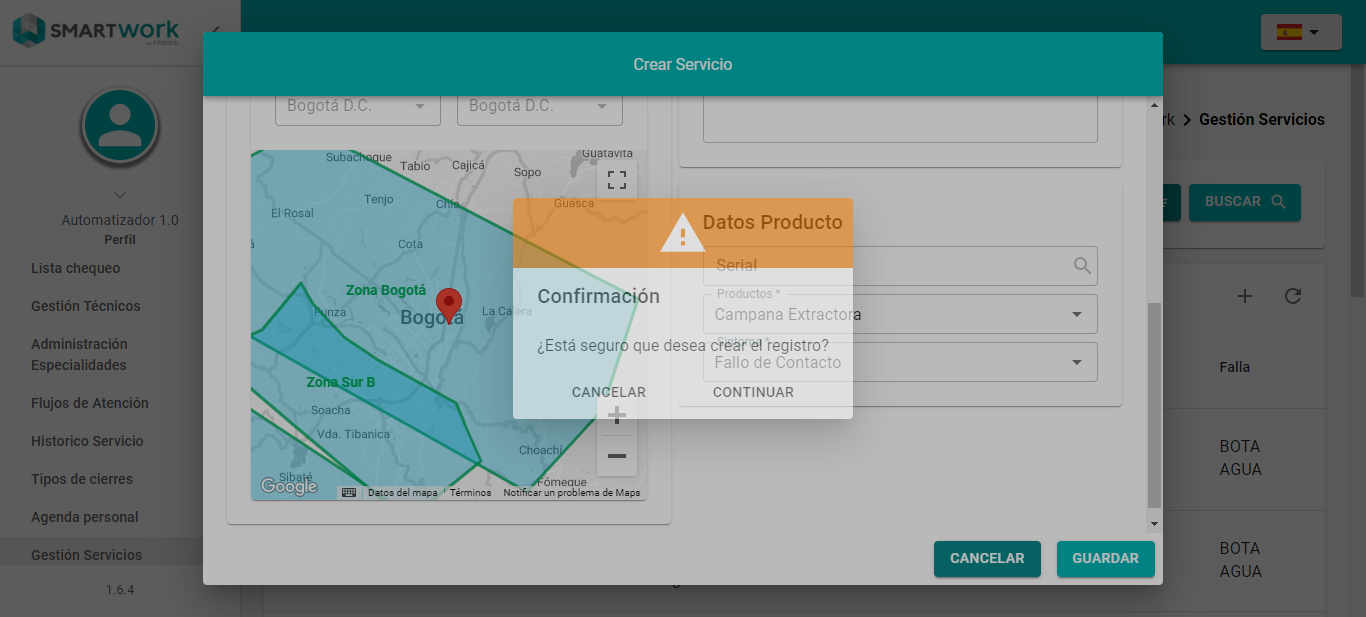 SMARTWORK
by infotrack
Crear Servicio
Automatizador 1.0
Perfil
Lista chequeo
Gestión Técnicos
Administración
Especialidades
Flujos de Atención
Historico Servicio
Tipos de cierres
Agenda personal
Gestión Servicios
1.6.4
Bogotá D.C.
Bogotá D.C.
Subachoque
Tabio
Cajicá
Sopo
Guatavita
El Rosal
Tenjo
Chía
Guasca
Cota
Zona Bogotá
Funza
Bogotá
La Calera
Zona Sur B
Soacha
Vda. Tibanica
Choachí
Sibaté
Fómeque
Google
Datos del mapa
Términos
Notificar un problema de Maps
Datos Producto
Serial
Productos *
Campana Extractora
Síntoma *
Fallo de Contacto
Confirmación
¿Está seguro que desea crear el registro?
CANCELAR
CONTINUAR
CANCELAR
GUARDAR
rk > Gestión Servicios
BUSCAR
Falla
BOTA
AGUA
BOTA
AGUA